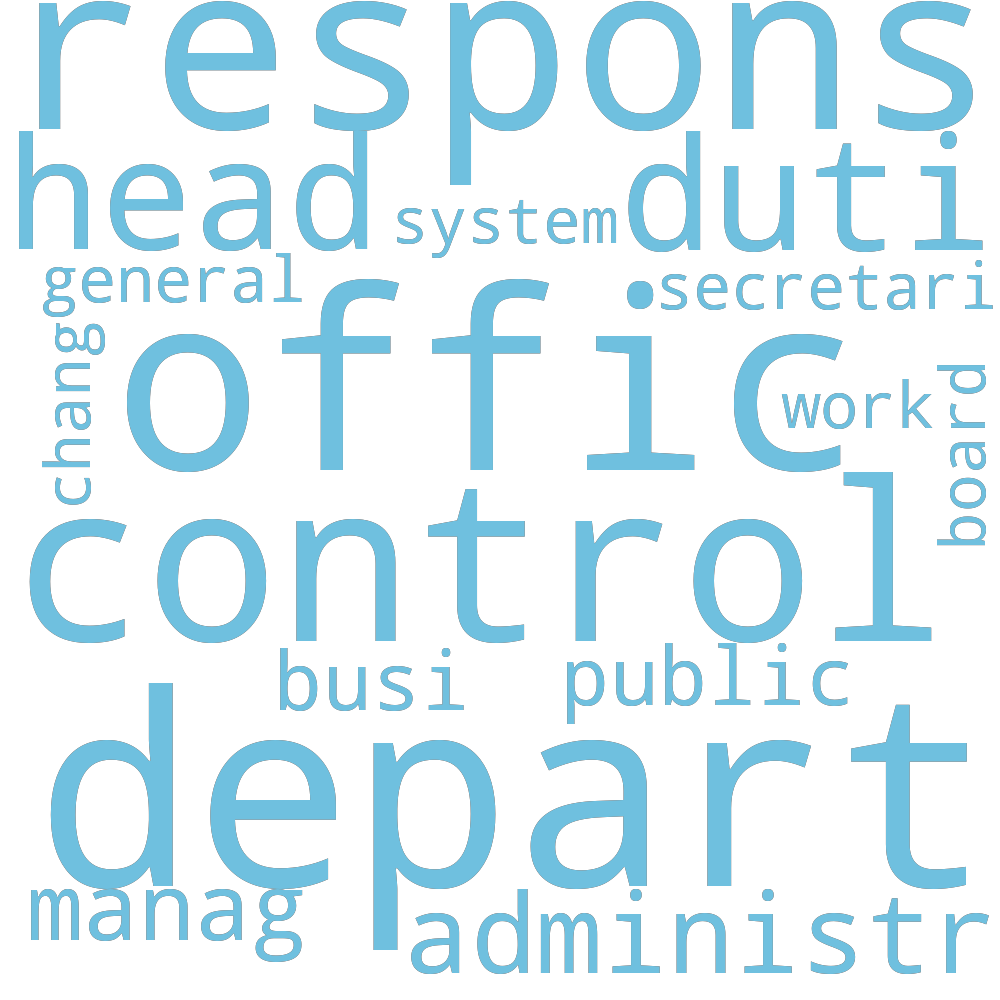 respons
head system duti
general secretari
chang offic work board
control
busi public
depart
manag administr